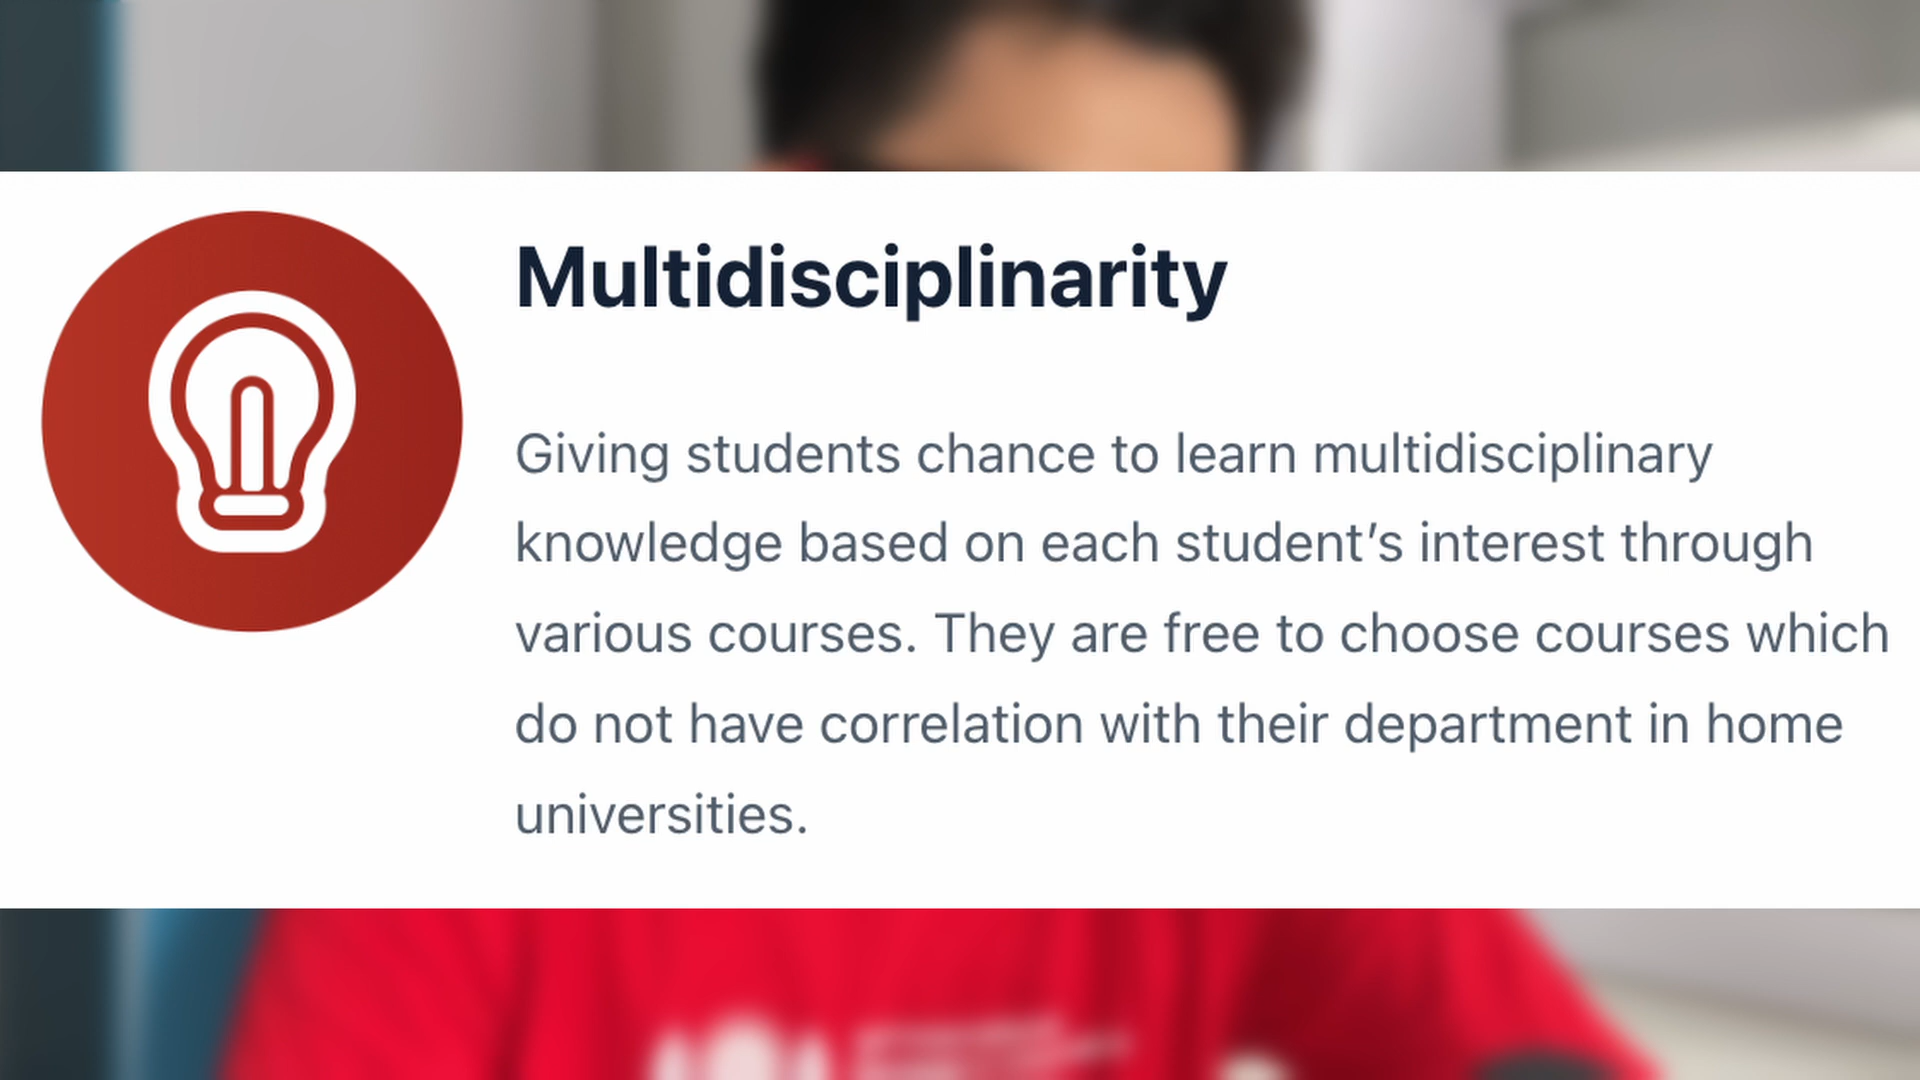 Multidisciplinarity
Giving students chance to learn multidisciplinary
knowledge based on each student’s interest through
various courses. They are free to choose courses which
do not have correlation with their department in home
universities.